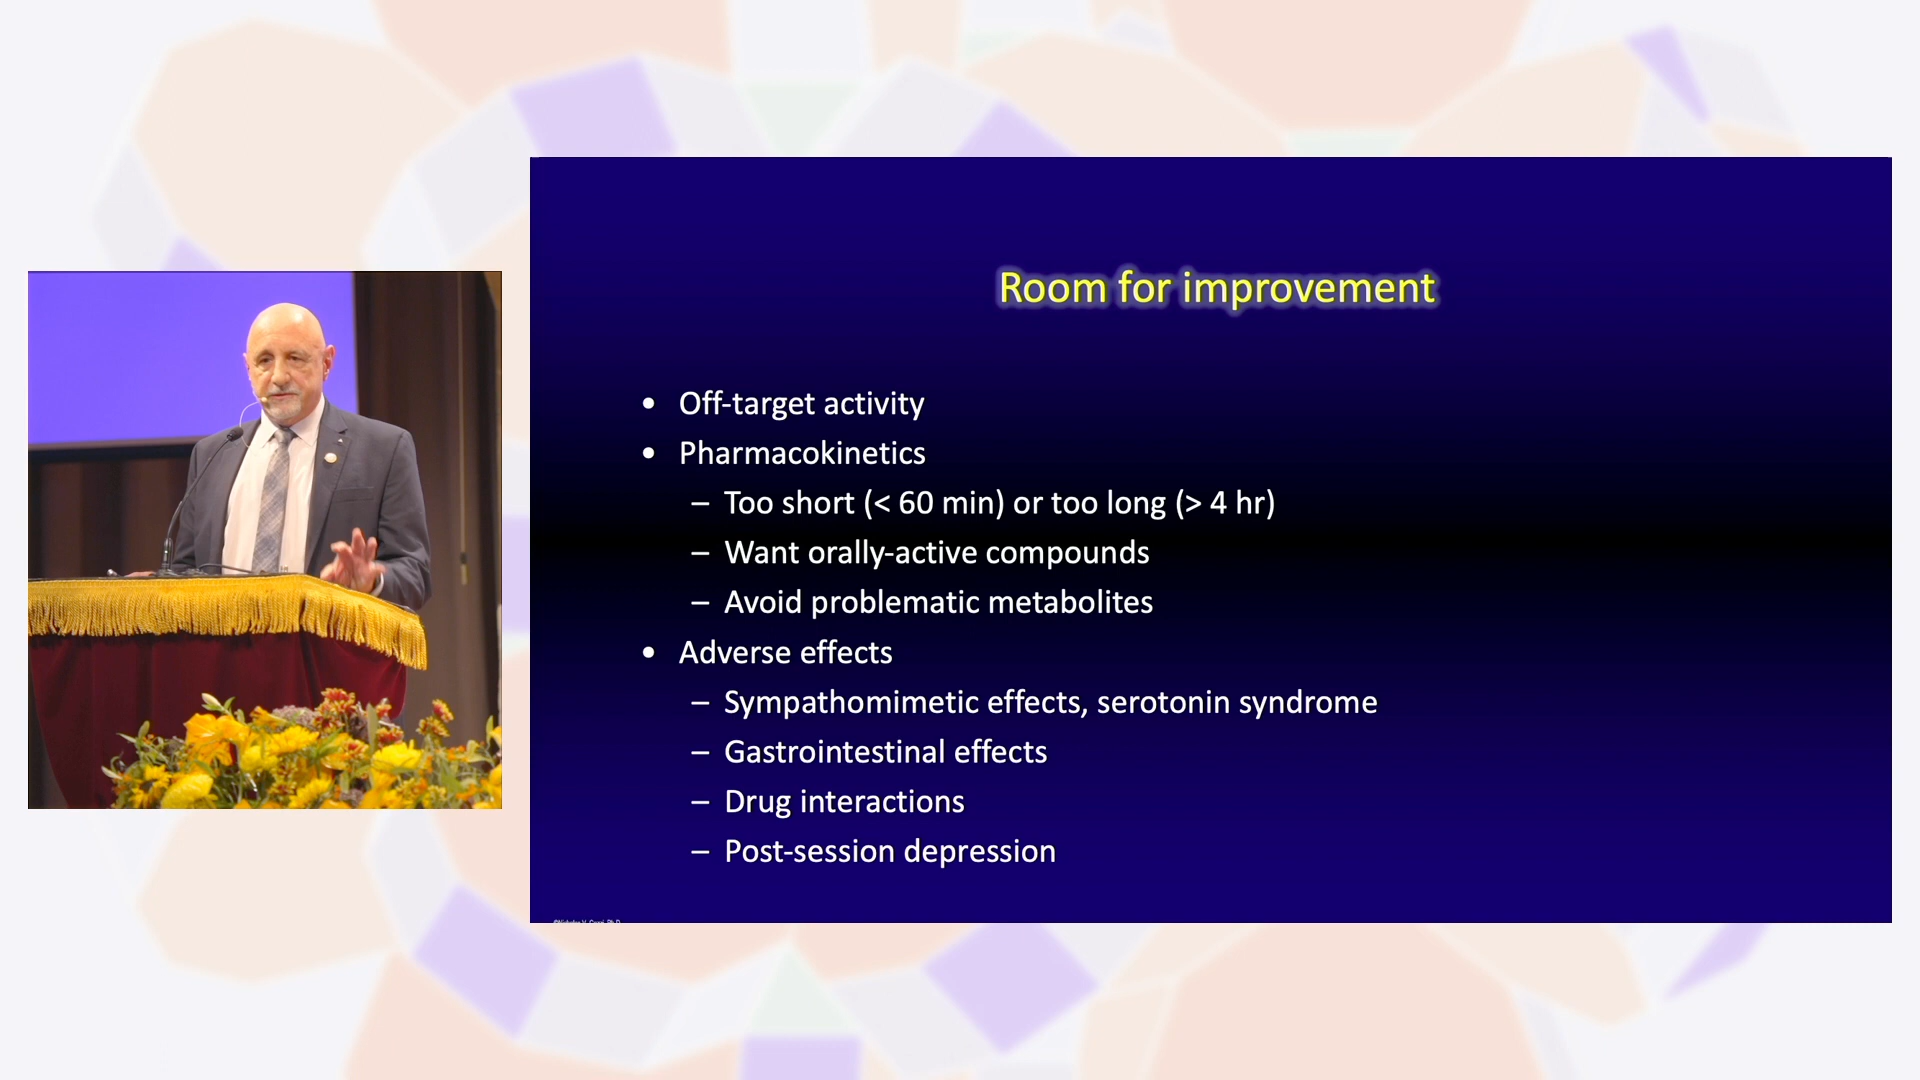 Room for improvement
• Off-target activity
• Pharmacokinetics
– Too short (< 60 min) or too long (> 4 hr)
– Want orally-active compounds
– Avoid problematic metabolites
• Adverse effects
– Sympathomimetic effects, serotonin syndrome
– Gastrointestinal effects
– Drug interactions
– Post-session depression